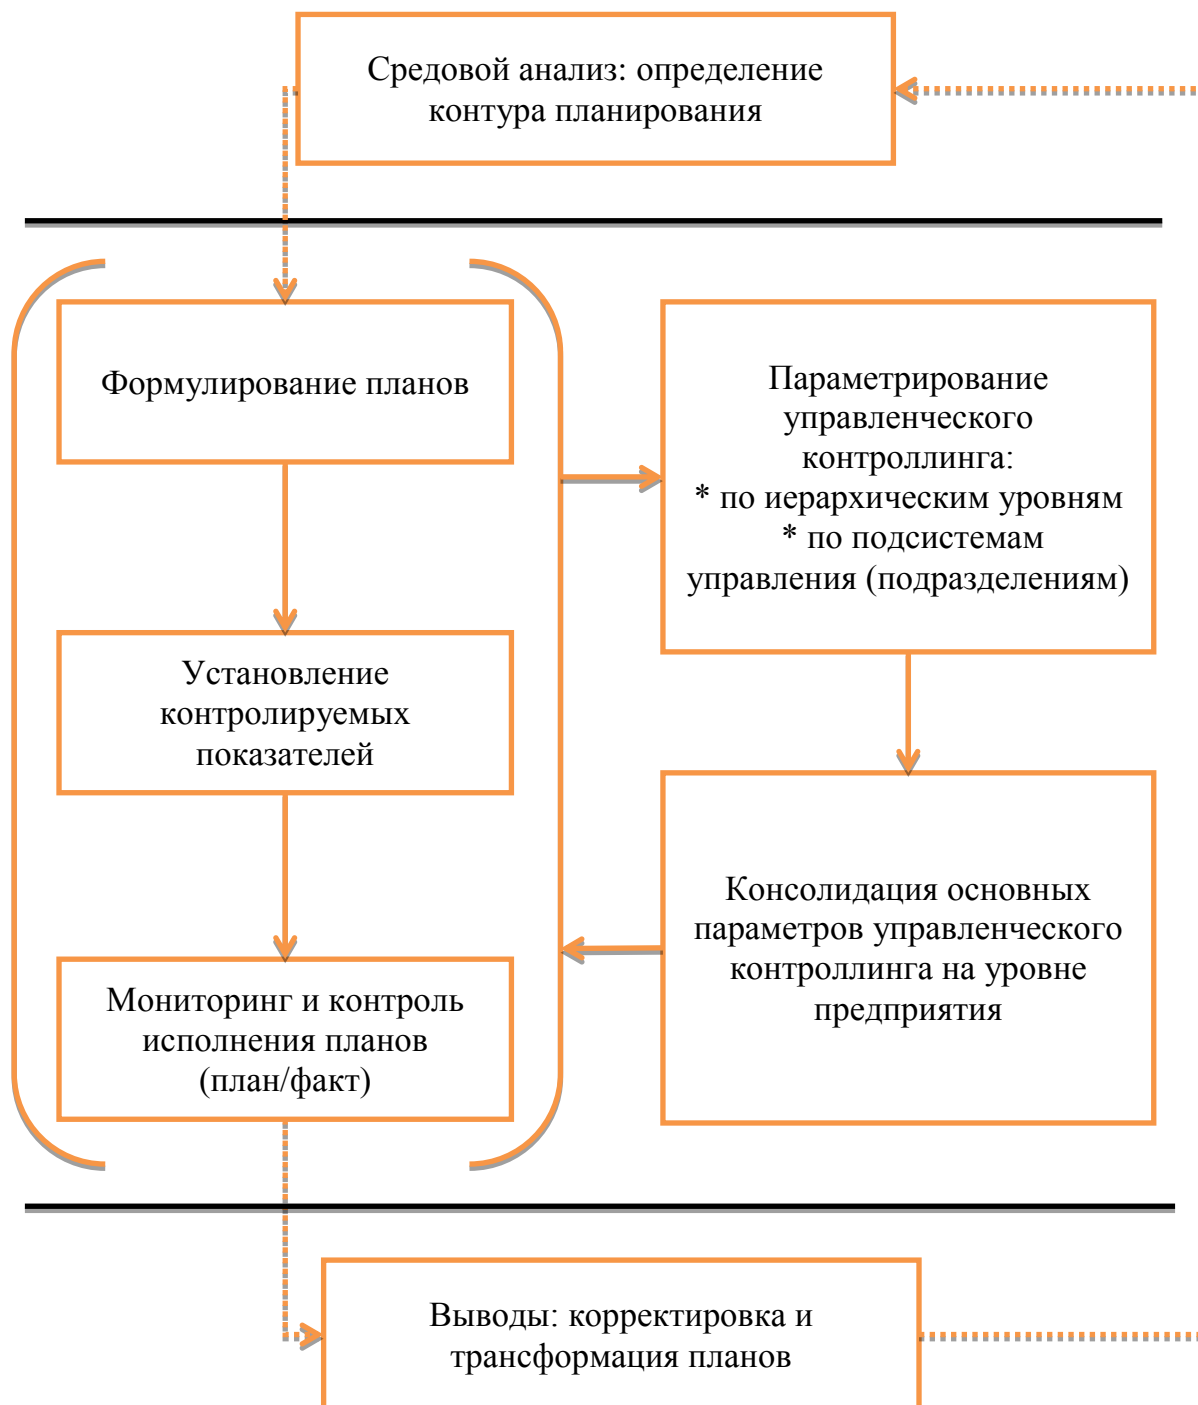 Средовой анализ: определение
контура планирования
Формулирование планов
Параметрирование
управленческого
контроллинга:
* по иерархическим уровням
* по подсистемам
управления (подразделениям)
Установление
контролируемых
показателей
Консолидация основных
параметров управленческого
контроллинга на уровне
предприятия
Мониторинг и контроль
исполнения планов
(план/факт)
Выводы: корректировка и
трансформация планов